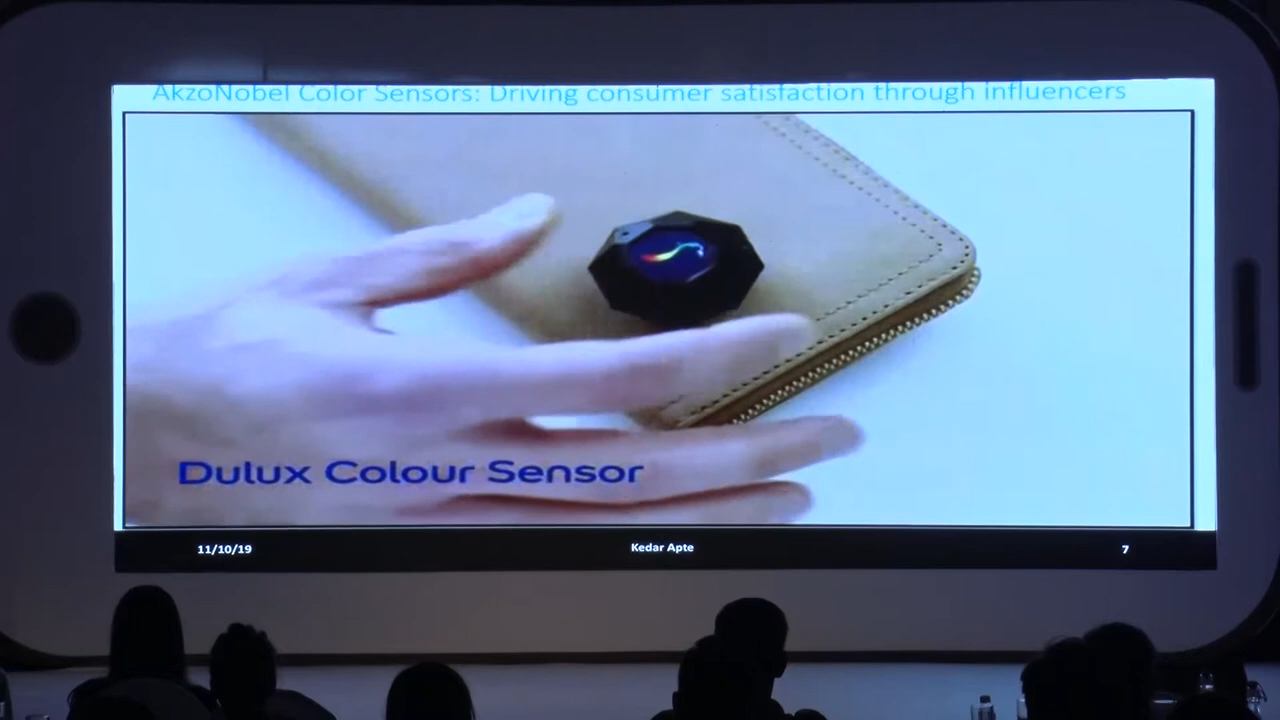 AkzoNobel Color Sensors: Driving consumer satisfaction through influencers
Dulux Colour Sensor
11/10/19
Kedar Apte
7